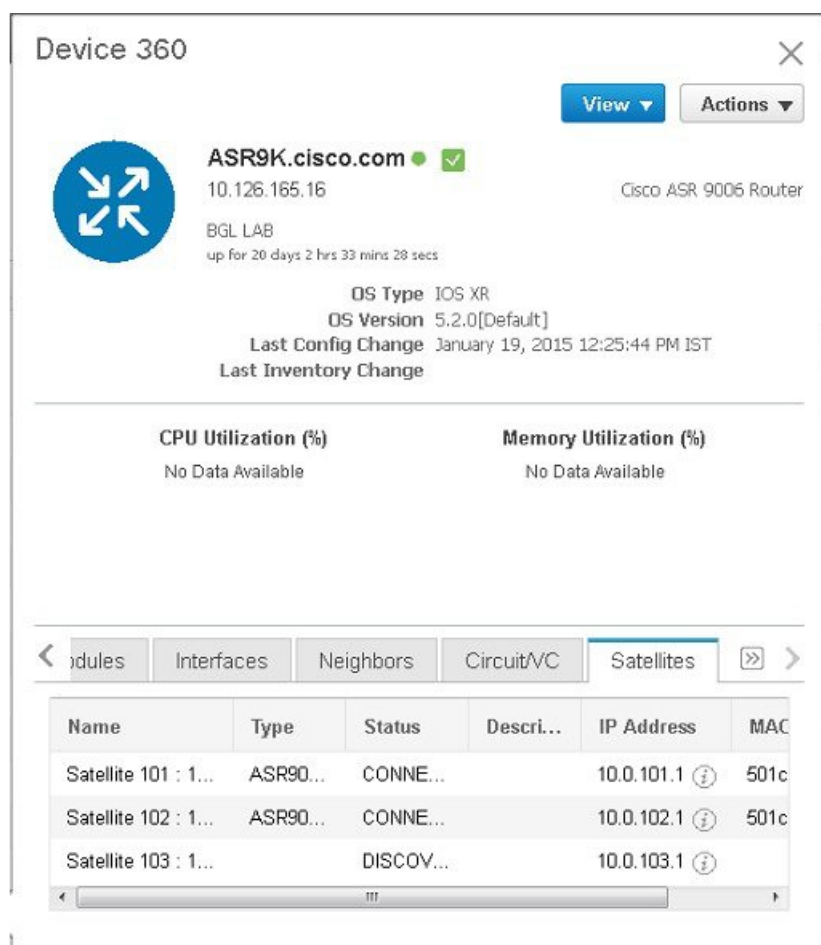 Device 360
View Actions
ASR9K.cisco.com
10.126.165.16 Cisco ASR 9006 Router
BGL LAB
up for 20 days 2 hrs 33 mins 28 secs
OS Type IOS XR
OS Version 5.2.0[Default]
Last Config Change January 19, 2015 12:25:44 PM IST
Last Inventory Change
CPU Utilization (%) Memory Utilization (%)
No Data Available No Data Available
dules Interfaces Neighbors Circuit/VC Satellites
Name Type Status Descri... IP Address MAC
Satellite 101 : 1... ASR90... CONNE... 10.0.101.1 501c
Satellite 102 : 1... ASR90... CONNE... 10.0.102.1 501c
Satellite 103 : 1... DISCOV... 10.0.103.1